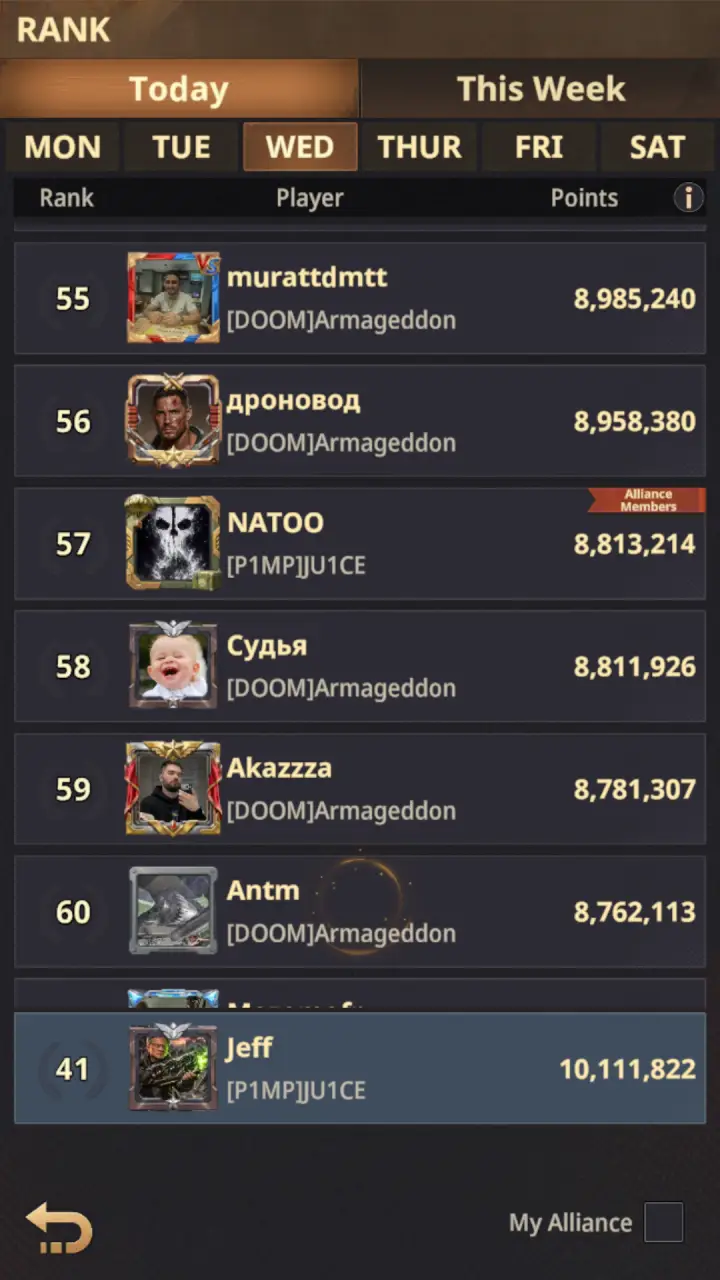 RANK
Today
This Week
MON
TUE
WED
THUR
FRI
SAT
Rank
Player
Points
i
55
VS
murattdmtt
[DOOM]Armageddon
8,985,240
56
дроновод
[DOOM]Armageddon
8,958,380
Alliance
Members
57
NATOO
[P1MP]JU1CE
8,813,214
58
Судья
[DOOM]Armageddon
8,811,926
59
Akazzza
[DOOM]Armageddon
8,781,307
60
Antm
[DOOM]Armageddon
8,762,113
41
Jeff
[P1MP]JU1CE
10,111,822
My Alliance